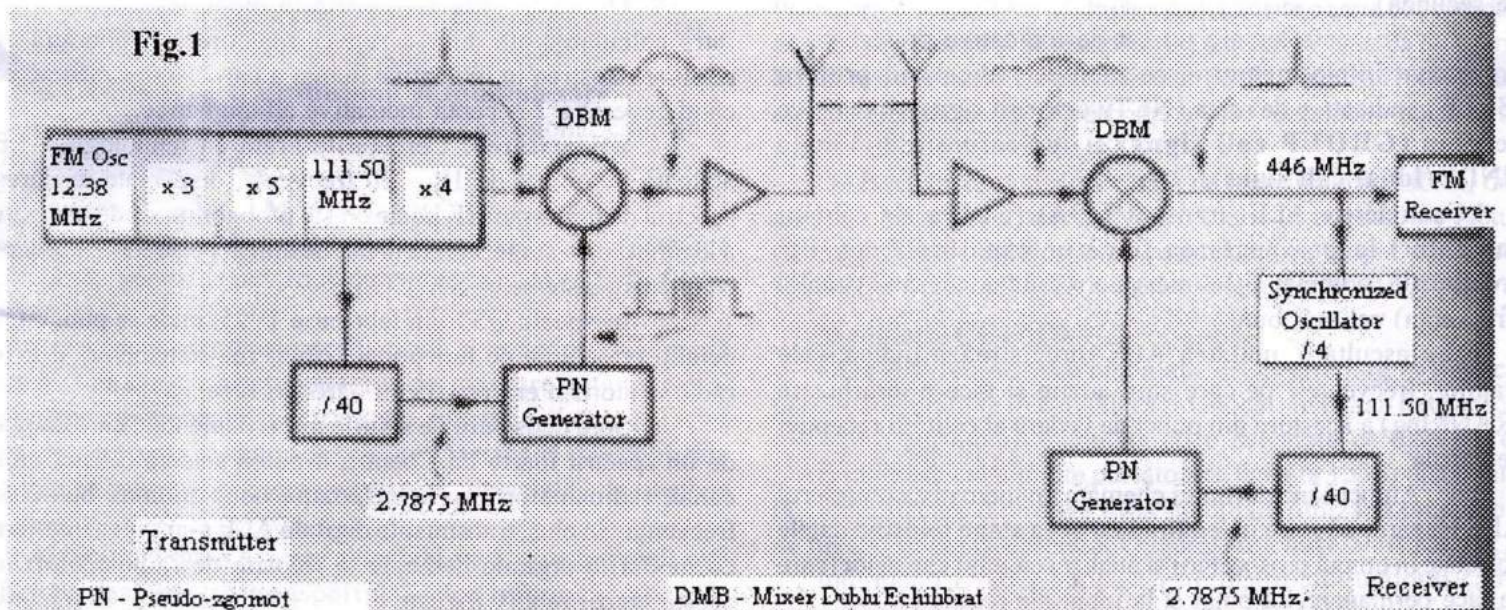 Fig.1
FM Osc
12.38
MHz
x 3
x 5
111.50
MHz
x 4
DBM
DBM
446 MHz
FM
Receiver
Synchronized
Oscillator
/ 4
111.50 MHz
/ 40
PN
Generator
2.7875 MHz
PN
Generator
/ 40
2.7875 MHz
Transmitter
Receiver
PN - Pseudo-zgomot
DMB - Mixer Dublu Echilibrat